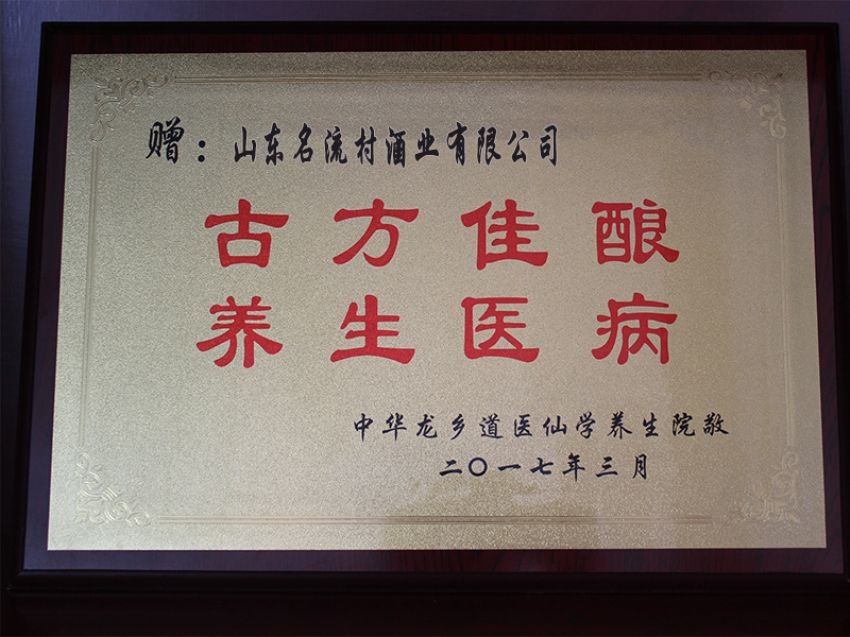 赠：山东名流村酒业有限公司
古方佳酿
养生医病
中华龙乡道医仙学养生院敬
二〇一七年三月